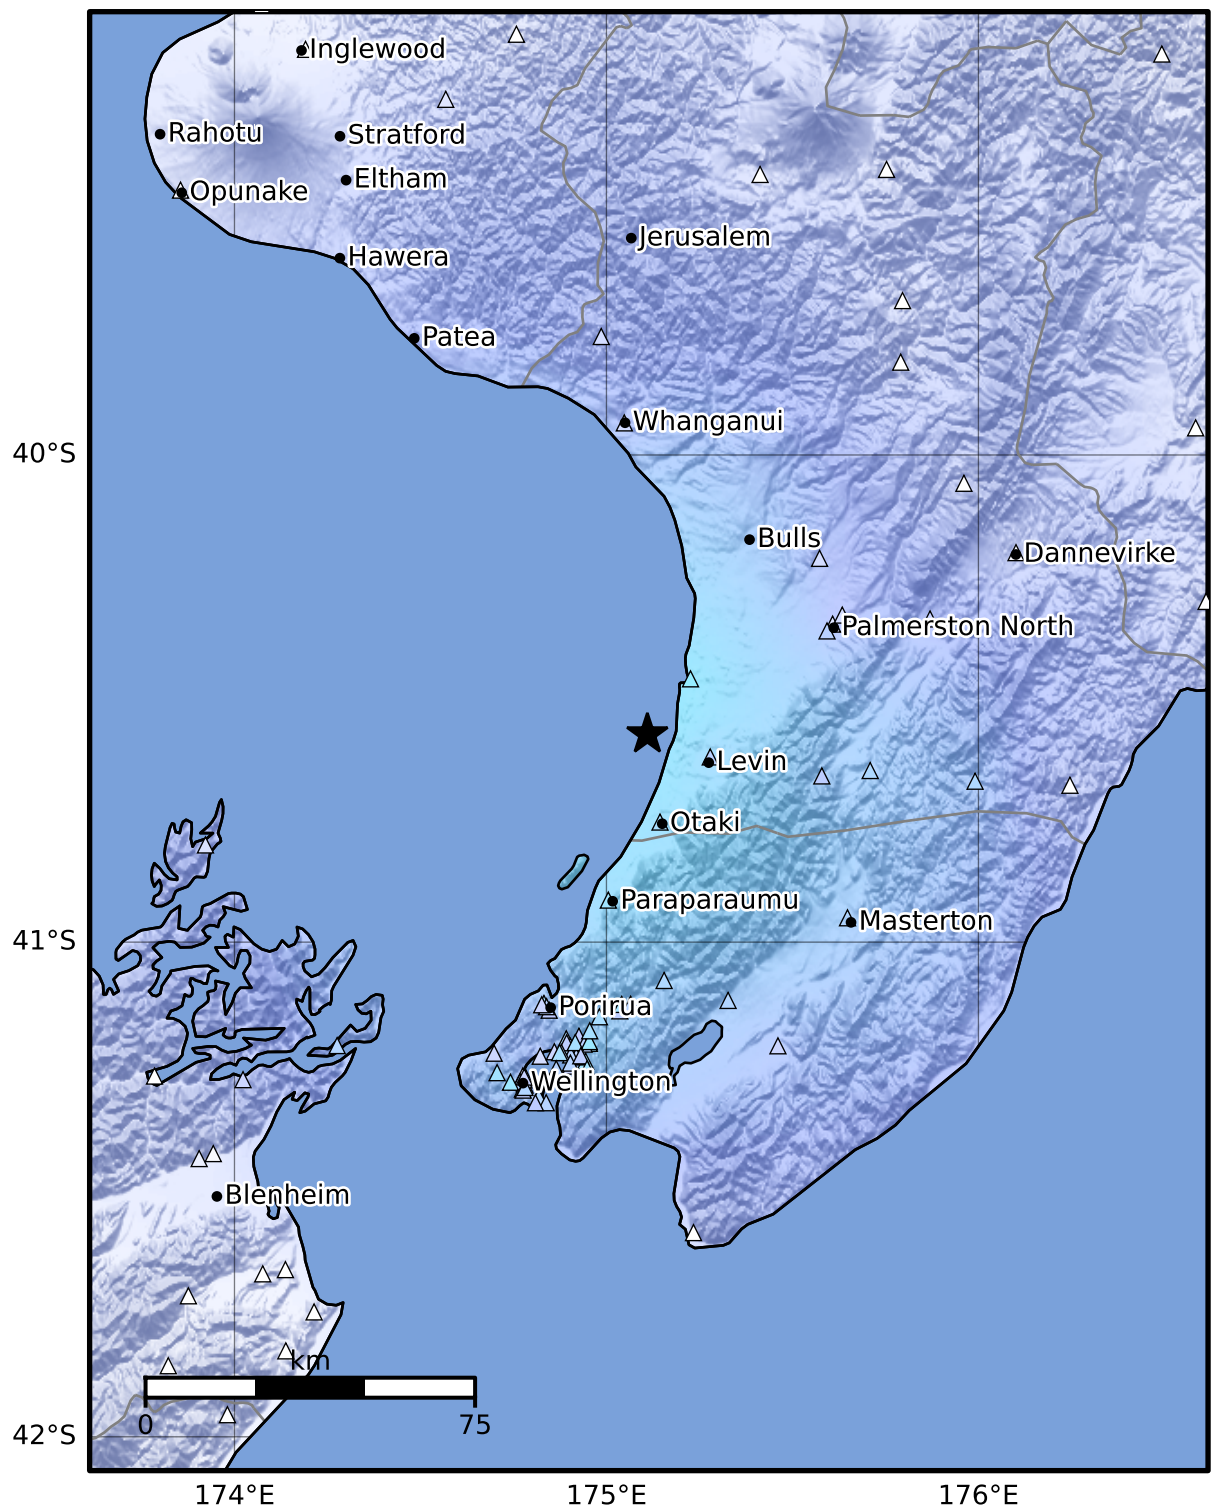 Inglewood
Rahotu
Stratford
Eltham
Opunake
Jerusalem
Hawera
Patea
Whanganui
40°S
Bulls
Dannevirke
Palmerston North
Levin
Otaki
Paraparaumu
Masterton
41°S
Porirua
Wellington
Blenheim
km
0
75
42°S
174°E
175°E
176°E